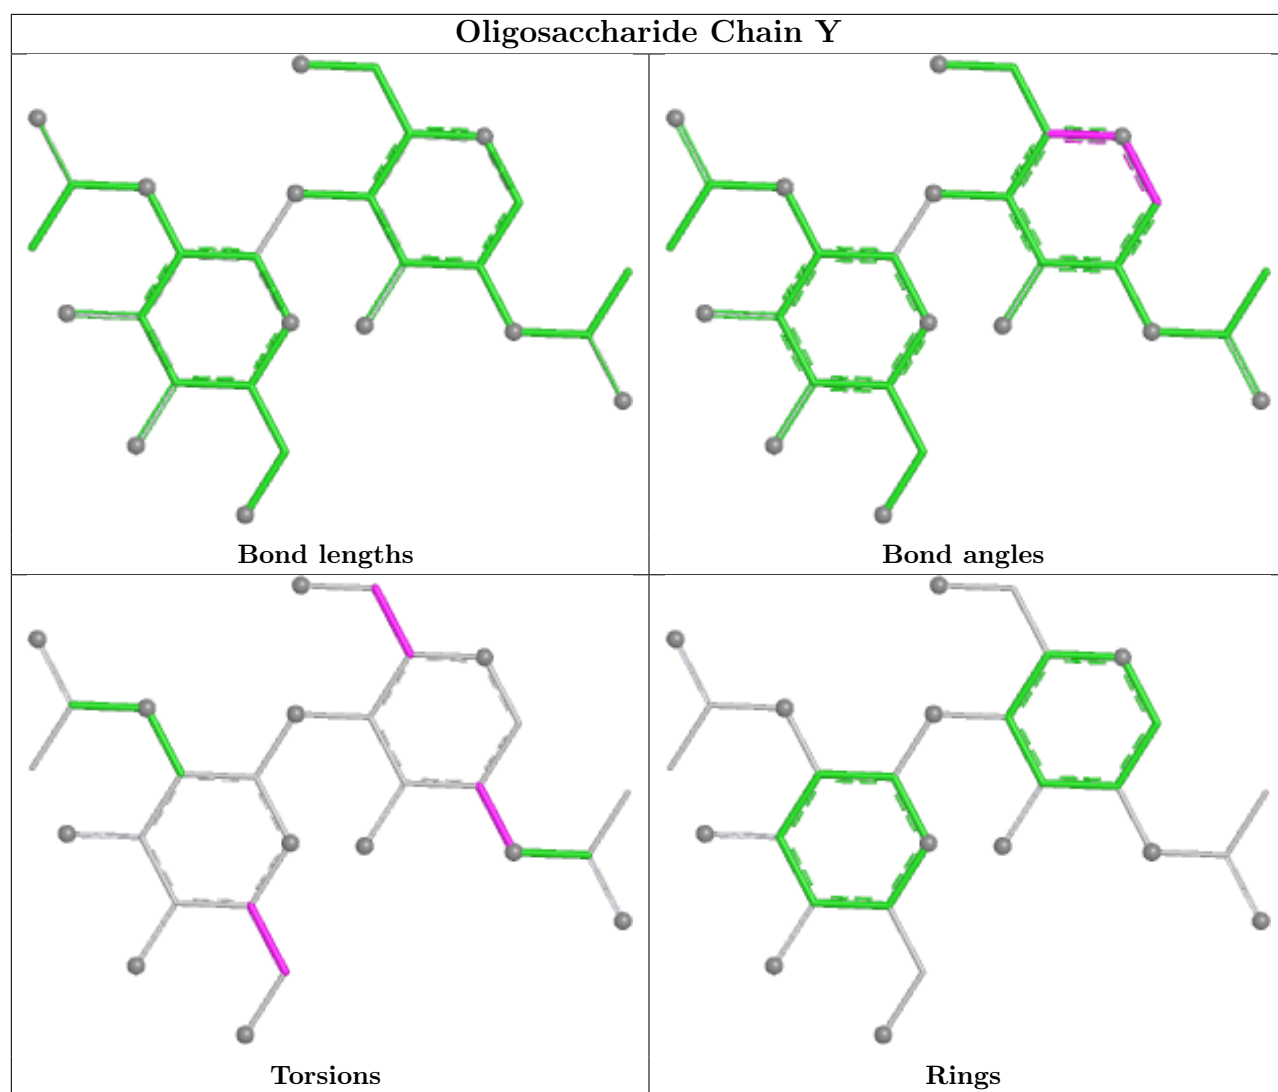 Oligosaccharide Chain Y
Bond lengths
Bond angles
Torsions
Rings